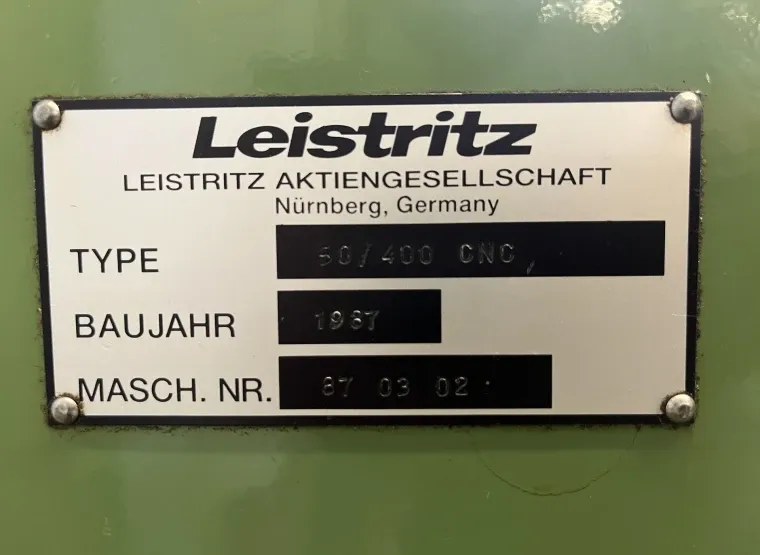 Leistritz
LEISTRITZ AKTIENGESELLSCHAFT
Nürnberg, Germany
TYPE 50/400 CNC
BAUJAHR 1987
MASCH. NR. 87 03 02